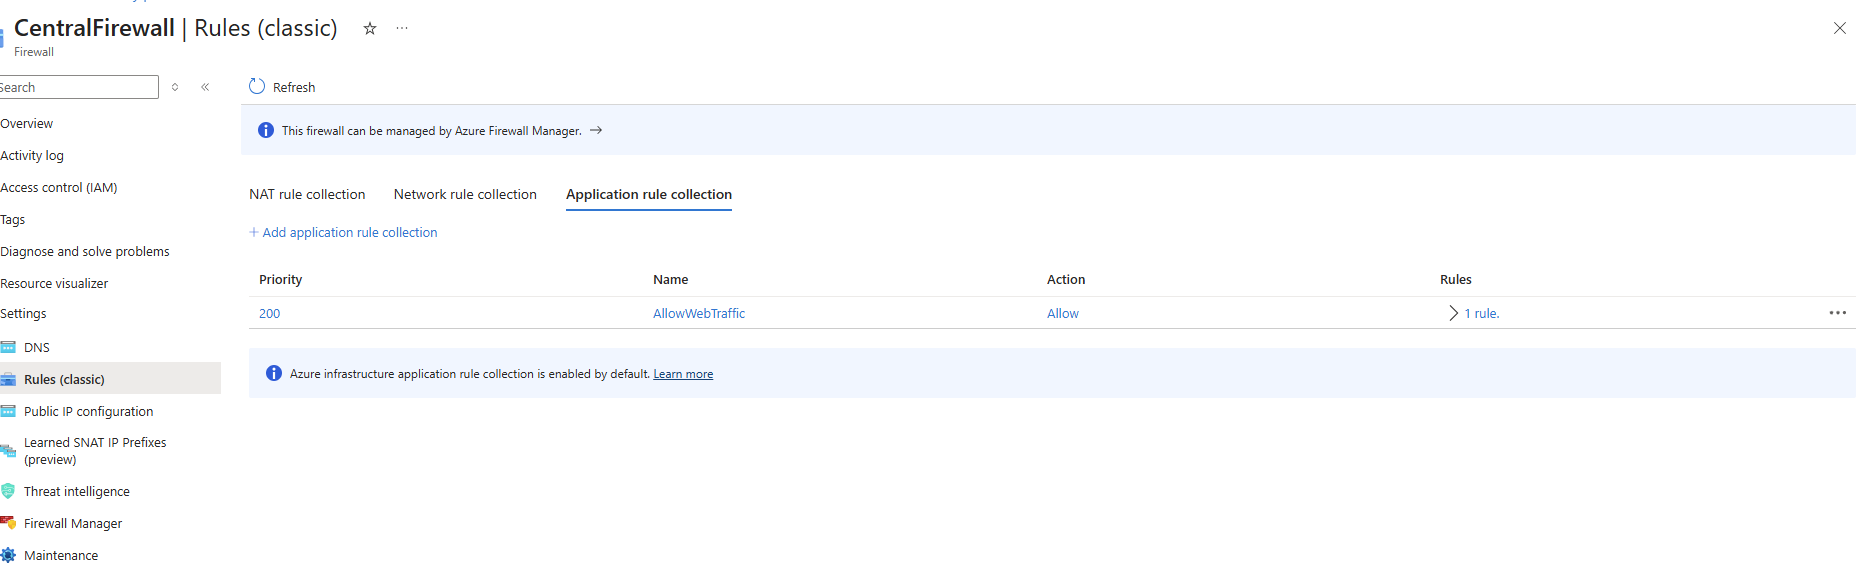 CentralFirewall | Rules (classic)
Firewall
Search
Refresh
Overview
Activity log
Access control (IAM)
Tags
Diagnose and solve problems
Resource visualizer
Settings
DNS
Rules (classic)
Public IP configuration
Learned SNAT IP Prefixes
(preview)
Threat intelligence
Firewall Manager
Maintenance
This firewall can be managed by Azure Firewall Manager. →
NAT rule collection Network rule collection Application rule collection
+ Add application rule collection
Priority Name Action Rules
200 AllowWebTraffic Allow 1 rule.
Azure infrastructure application rule collection is enabled by default. Learn more